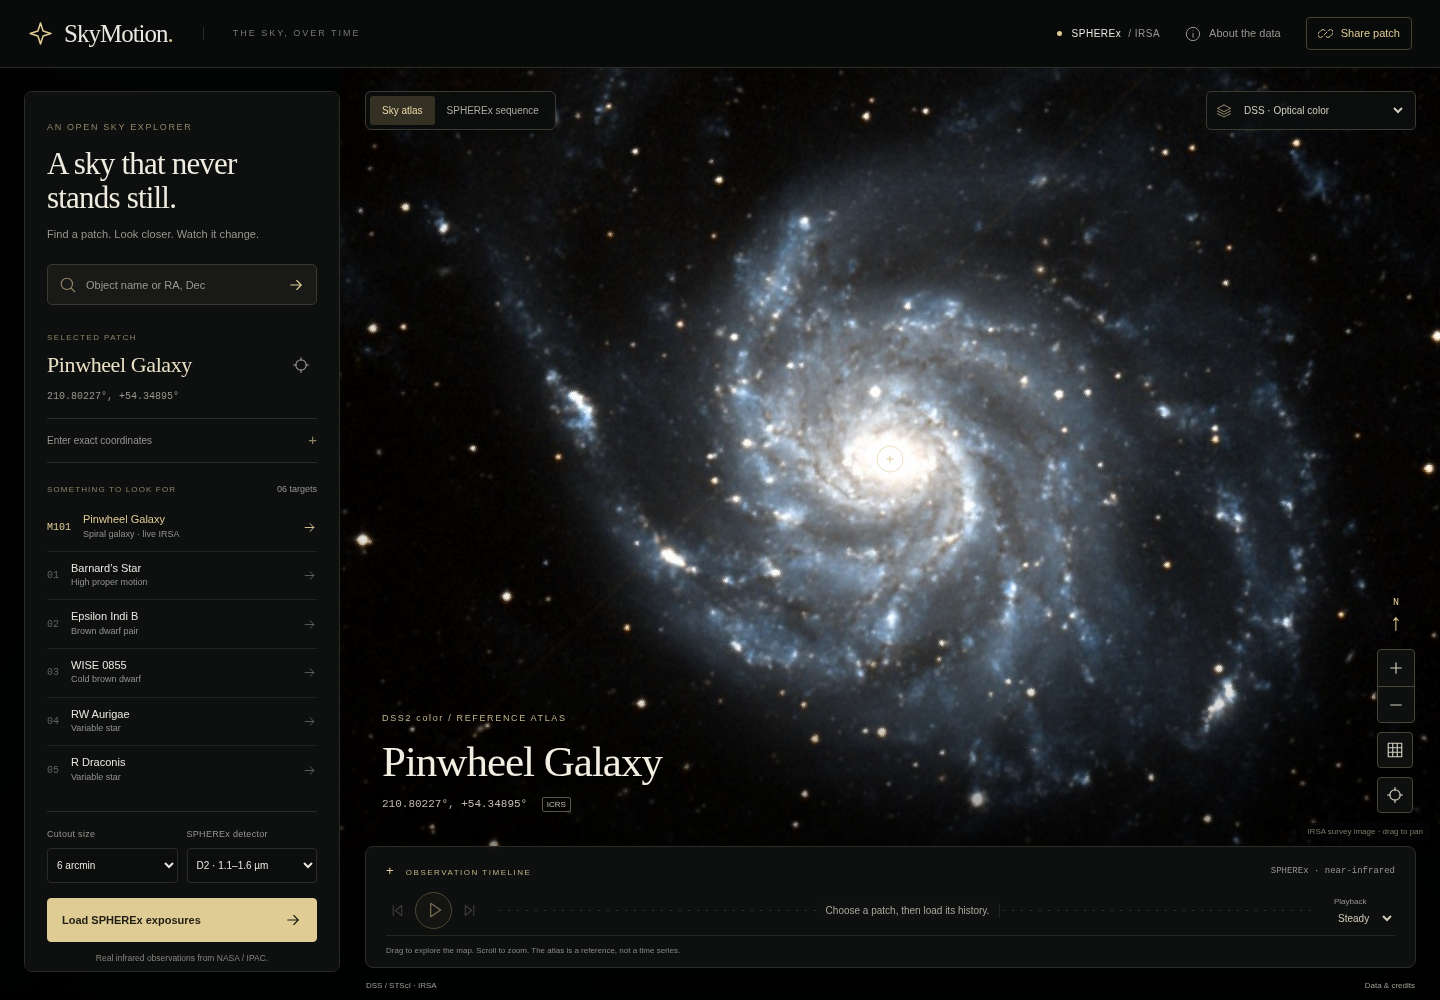 SkyMotion.
THE SKY, OVER TIME
SPHEREx / IRSA
About the data
Share patch
AN OPEN SKY EXPLORER
A sky that never
stands still.
Find a patch. Look closer. Watch it change.
Object name or RA, Dec
SELECTED PATCH
Pinwheel Galaxy
210.80227°, +54.34895°
Enter exact coordinates
+
SOMETHING TO LOOK FOR
06 targets
M101
Pinwheel Galaxy
Spiral galaxy · live IRSA
01
Barnard’s Star
High proper motion
02
Epsilon Indi B
Brown dwarf pair
03
WISE 0855
Cold brown dwarf
04
RW Aurigae
Variable star
05
R Draconis
Variable star
Cutout size
SPHEREx detector
6 arcmin
D2 · 1.1–1.6 µm
Load SPHEREx exposures
Real infrared observations from NASA / IPAC.
Sky atlas
SPHEREx sequence
DSS · Optical color
N
DSS2 color / REFERENCE ATLAS
Pinwheel Galaxy
210.80227°, +54.34895°
ICRS
IRSA survey image · drag to pan
+ OBSERVATION TIMELINE
SPHEREx · near-infrared
Choose a patch, then load its history.
Playback
Steady
Drag to explore the map. Scroll to zoom. The atlas is a reference, not a time series.
DSS / STScI · IRSA
Data & credits